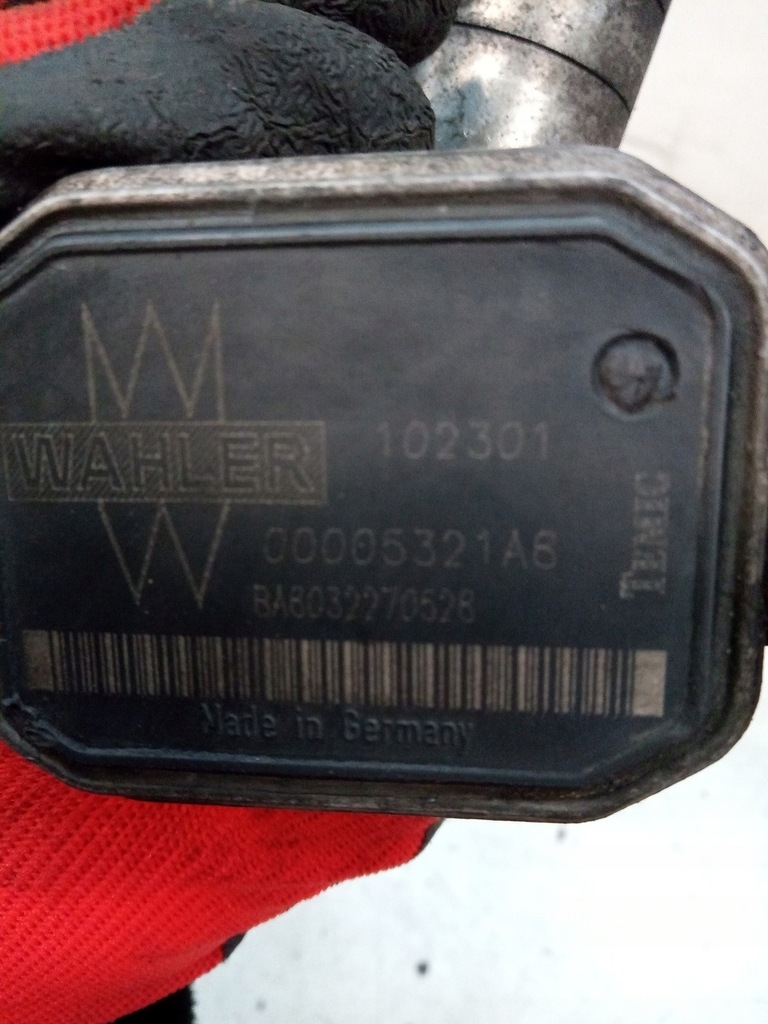 WAHLER
102301
00005321A6
BA6032270528
TEMIC
Made in Germany